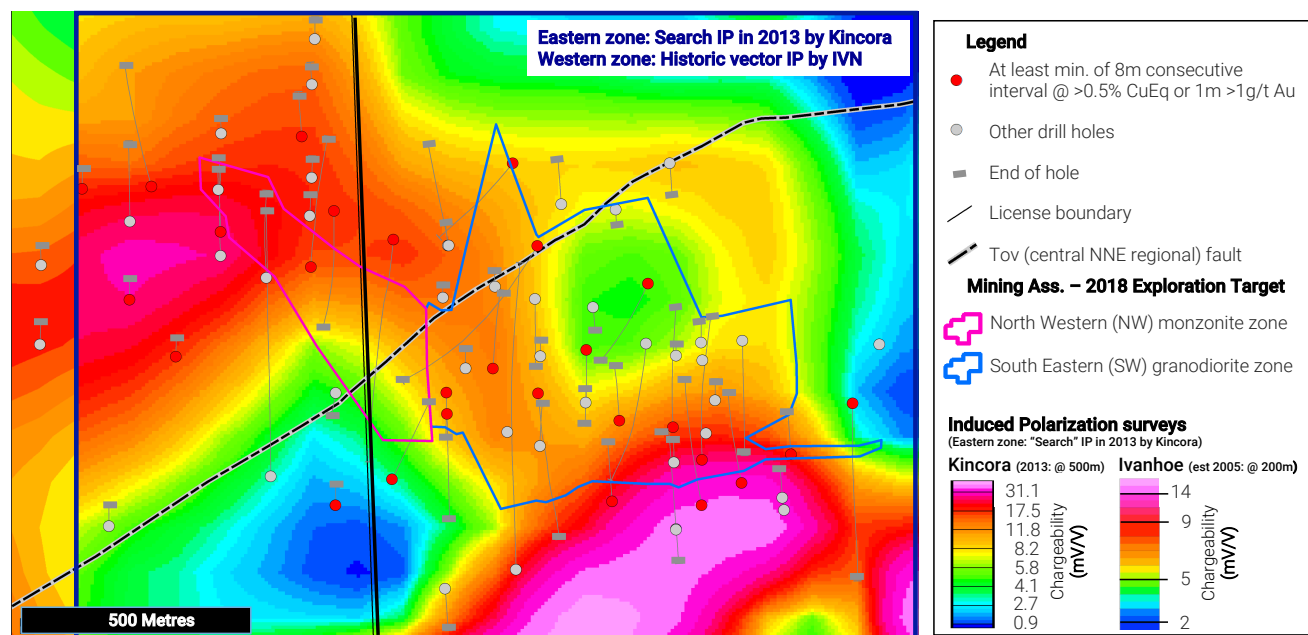 Eastern zone: Search IP in 2013 by Kincora
Western zone: Historic vector IP by IVN
500 Metres
Legend
At least min. of 8m consecutive
interval @ >0.5% CuEq or 1m >1g/t Au
Other drill holes
End of hole
License boundary
Tov (central NNE regional) fault
Mining Ass. – 2018 Exploration Target
North Western (NW) monzonite zone
South Eastern (SW) granodiorite zone
Induced Polarization surveys
(Eastern zone: "Search" IP in 2013 by Kincora)
Kincora (2013: @ 500m)
Ivanhoe (est 2005: @ 200m)
31.1
17.5
11.8
8.2
5.8
4.1
2.7
0.9
Chargeability
(mV/V)
14
9
5
2
Chargeability
(mV/V)